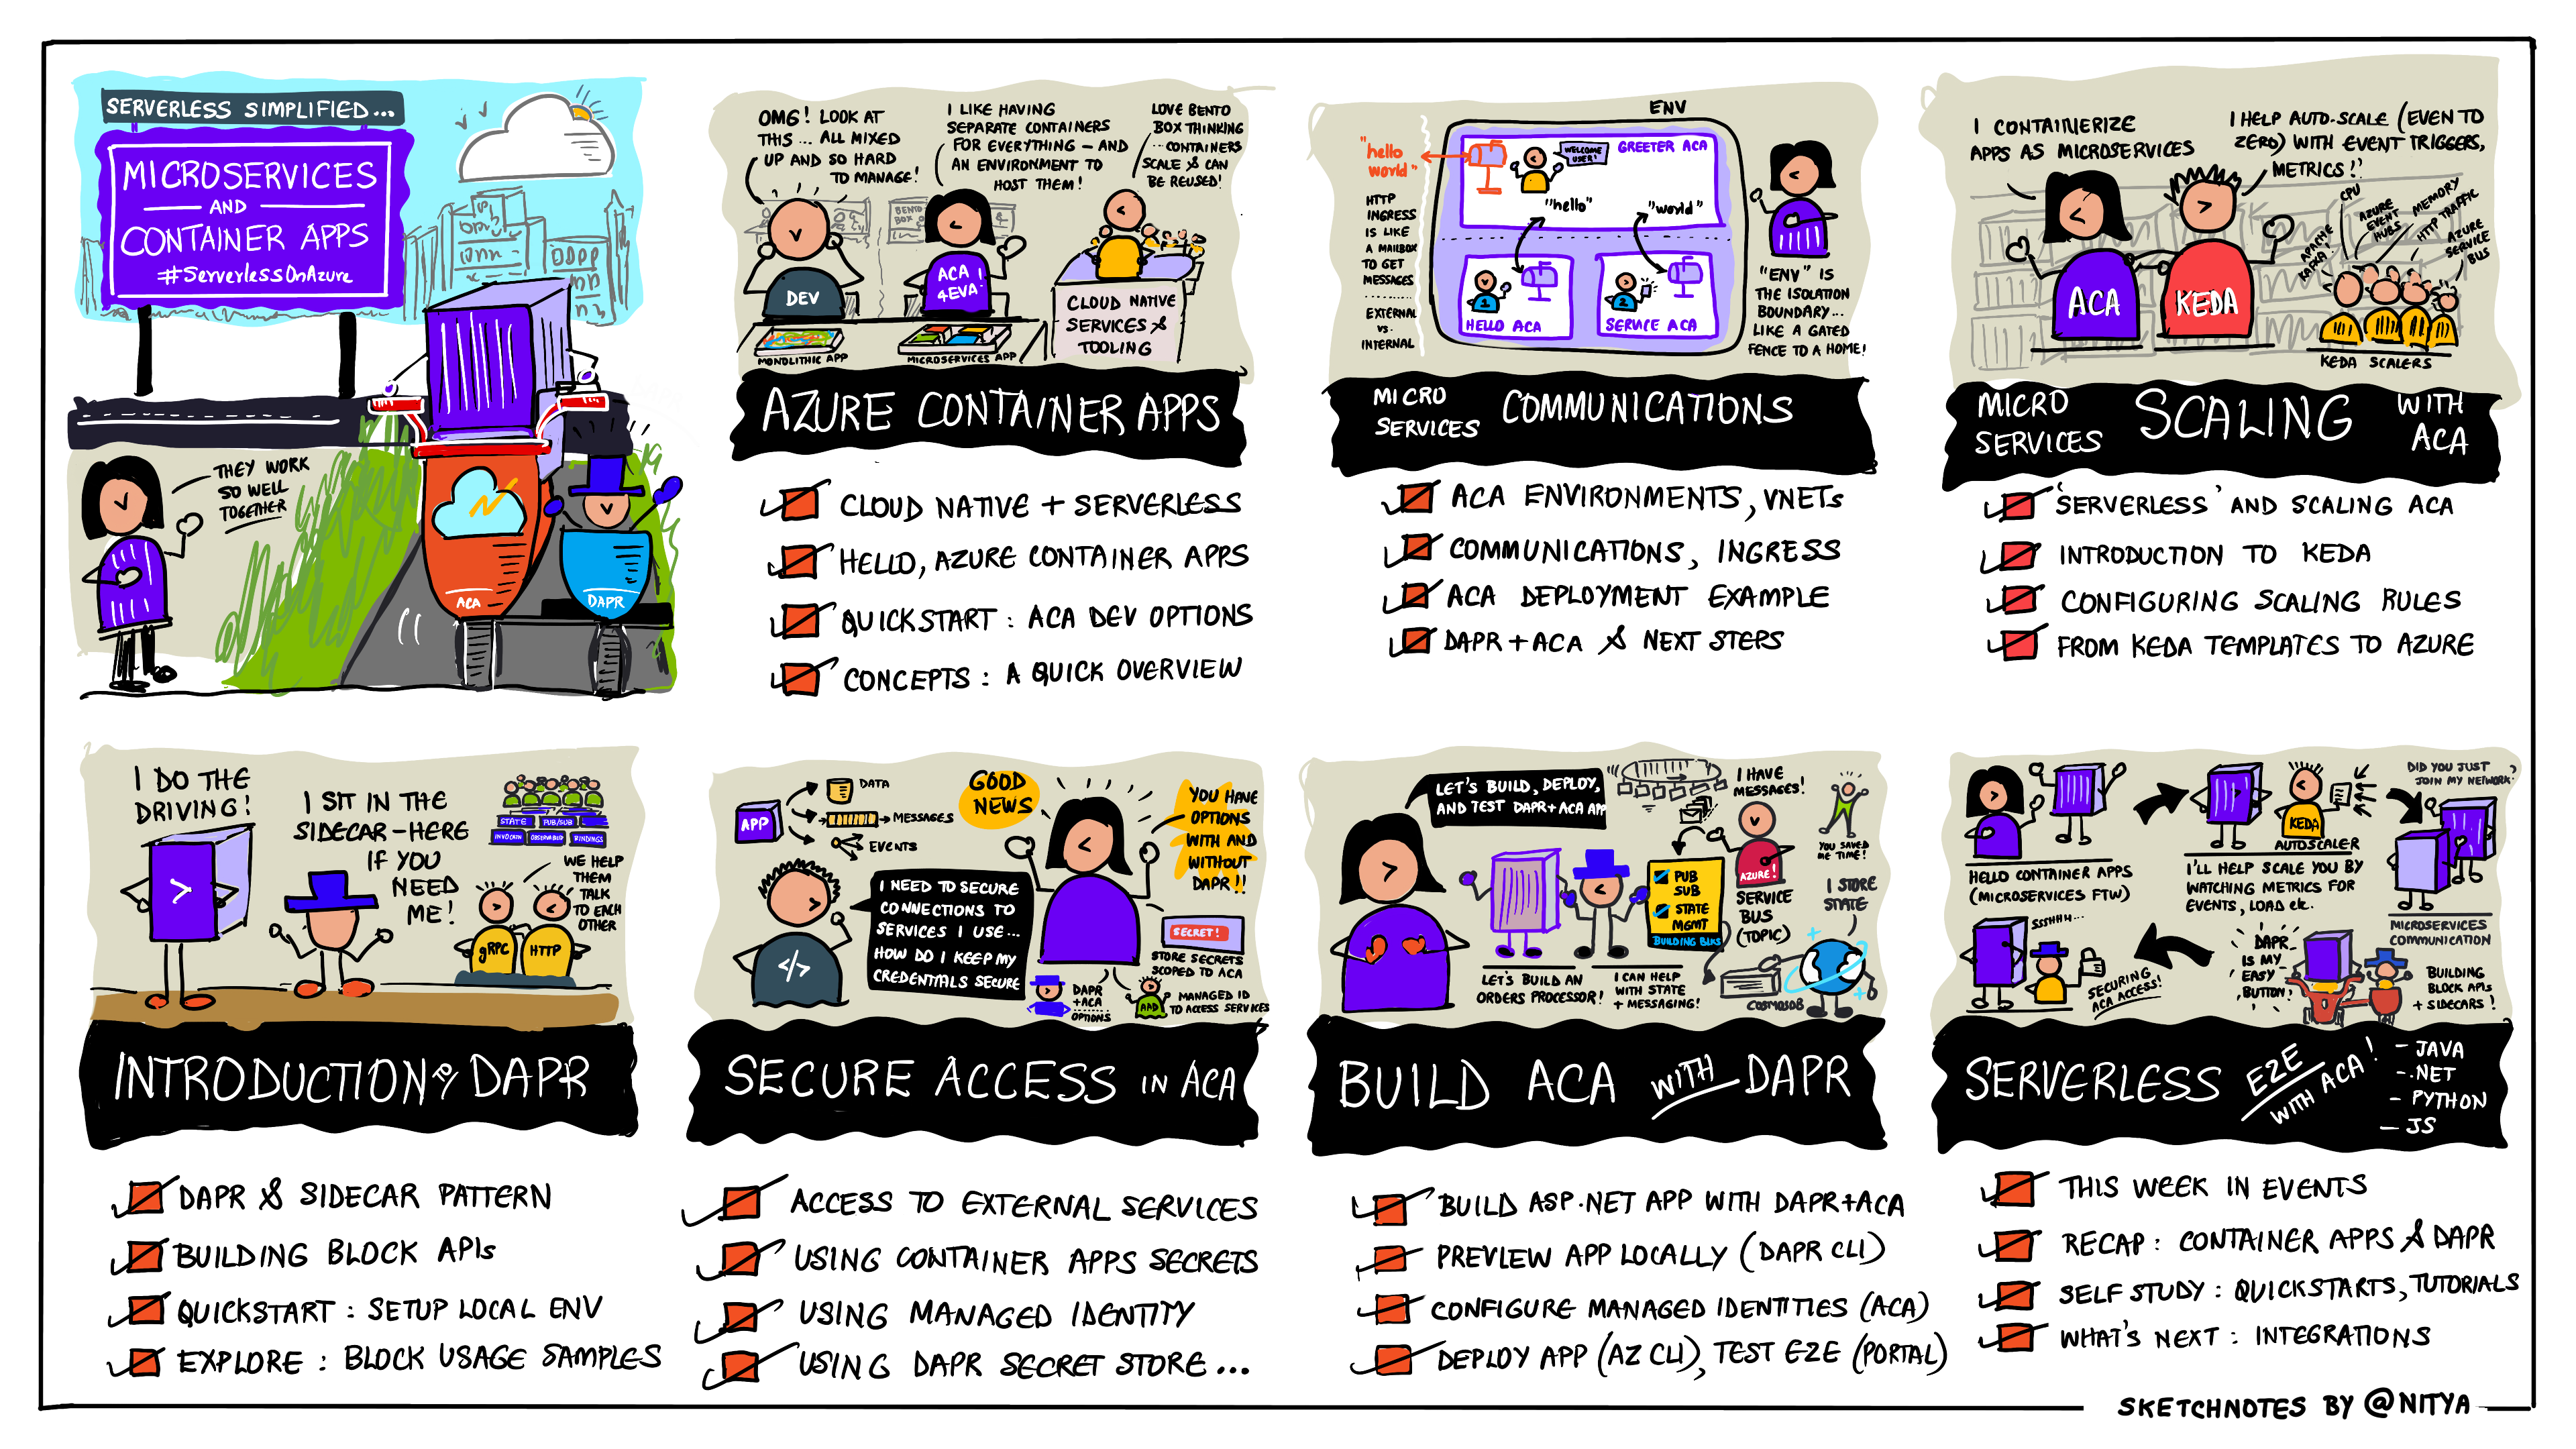 SERVERLESS SIMPLIFIED...
MICROSERVICES
AND
CONTAINER APPS
#ServerlessOnAzure
THEY WORK
SO WELL
TOGETHER
ACA
DAPR
OMG! LOOK AT
THIS... ALL MIXED
UP AND SO HARD
TO MANAGE!
I LIKE HAVING
SEPARATE CONTAINERS
FOR EVERYTHING - AND
AN ENVIRONMENT TO
HOST THEM!
LOVE BENTO
BOX THINKING
...CONTAINERS
SCALE & CAN
BE REUSED!
BENTO
BOX
DEV
ACA
4EVA!
CLOUD NATIVE
SERVICES &
TOOLING
MONOLITHIC APP
MICROSERVICES APP
AZURE CONTAINER APPS
CLOUD NATIVE + SERVERLESS
HELLO, AZURE CONTAINER APPS
QUICKSTART: ACA DEV OPTIONS
CONCEPTS: A QUICK OVERVIEW
ENV
"hello
world"
HTTP
INGRESS
IS LIKE
A MAILBOX
TO GET
MESSAGES
..........
EXTERNAL
VS.
INTERNAL
WELCOME
USER!
GREETER ACA
"hello"
"world"
1
HELLO ACA
2
SERVICE ACA
"ENV" IS
THE ISOLATION
BOUNDARY...
LIKE A GATED
FENCE TO A HOME!
MICRO
SERVICES
COMMUNICATIONS
ACA ENVIRONMENTS, VNETs
COMMUNICATIONS, INGRESS
ACA DEPLOYMENT EXAMPLE
DAPR + ACA & NEXT STEPS
I CONTAINERIZE
APPS AS MICROSERVICES
I HELP AUTO-SCALE (EVEN TO
ZERO) WITH EVENT TRIGGERS,
METRICS!
APACHE
KAFKA!
CPU
AZURE
EVENT
HUBS
MEMORY
HTTP TRAFFIC
AZURE
SERVICE
BUS
ACA
KEDA
KEDA SCALERS
MICRO
SERVICES
SCALING
WITH
ACA
'SERVERLESS' AND SCALING ACA
INTRODUCTION TO KEDA
CONFIGURING SCALING RULES
FROM KEDA TEMPLATES TO AZURE
I DO THE
DRIVING!
I SIT IN THE
SIDECAR - HERE
IF YOU
NEED
ME!
STATE
PUB/SUB
BINDINGS
WE HELP
THEM
TALK
TO EACH
OTHER
gRPC
HTTP
INTRODUCTION TO DAPR
DAPR & SIDECAR PATTERN
BUILDING BLOCK APIs
QUICKSTART: SETUP LOCAL ENV
EXPLORE: BLOCK USAGE SAMPLES
APP
DATA
MESSAGES
EVENTS
GOOD
NEWS
YOU HAVE
OPTIONS
WITH AND
WITHOUT
DAPR!!
I NEED TO SECURE
CONNECTIONS TO
SERVICES I USE...
HOW DO I KEEP MY
CREDENTIALS SECURE
</>
SECRET!
STORE SECRETS
SCOPED TO ACA
DAPR
+ACA
OPTIONS
AAD
MANAGED ID
TO ACCESS SERVICES
SECURE ACCESS IN ACA
ACCESS TO EXTERNAL SERVICES
USING CONTAINER APPS SECRETS
USING MANAGED IDENTITY
USING DAPR SECRET STORE...
LET'S BUILD, DEPLOY,
AND TEST DAPR+ACA APP
I HAVE
MESSAGES!
YOU SAVED
ME TIME!
PUB
SUB
STATE
MGMT
BUILDING BLKS
AZURE!
SERVICE
BUS
(TOPIC)
I STORE
STATE
LET'S BUILD AN
ORDERS PROCESSOR!
I CAN HELP
WITH STATE
+ MESSAGING!
COSMOSDB
BUILD ACA WITH DAPR
BUILD ASP.NET APP WITH DAPR+ACA
PREVIEW APP LOCALLY (DAPR CLI)
CONFIGURE MANAGED IDENTITIES (ACA)
DEPLOY APP (AZ CLI), TEST E2E (PORTAL)
HELLO CONTAINER APPS
(MICROSERVICES FTW)
KEDA
AUTOSCALER
I'LL HELP SCALE YOU BY
WATCHING METRICS FOR
EVENTS, LOAD etc.
DID YOU JUST
JOIN MY NETWORK?
MICROSERVICES
COMMUNICATION
SSSHHH...
SECURING
ACA ACCESS!
DAPR
IS MY
EASY
BUTTON!
BUILDING
BLOCK APIs
+ SIDECARS!
SERVERLESS E2E
WITH ACA!
- JAVA
- .NET
- PYTHON
- JS
THIS WEEK IN EVENTS
RECAP: CONTAINER APPS & DAPR
SELF STUDY: QUICKSTARTS, TUTORIALS
WHAT'S NEXT: INTEGRATIONS
SKETCHNOTES BY @NITYA